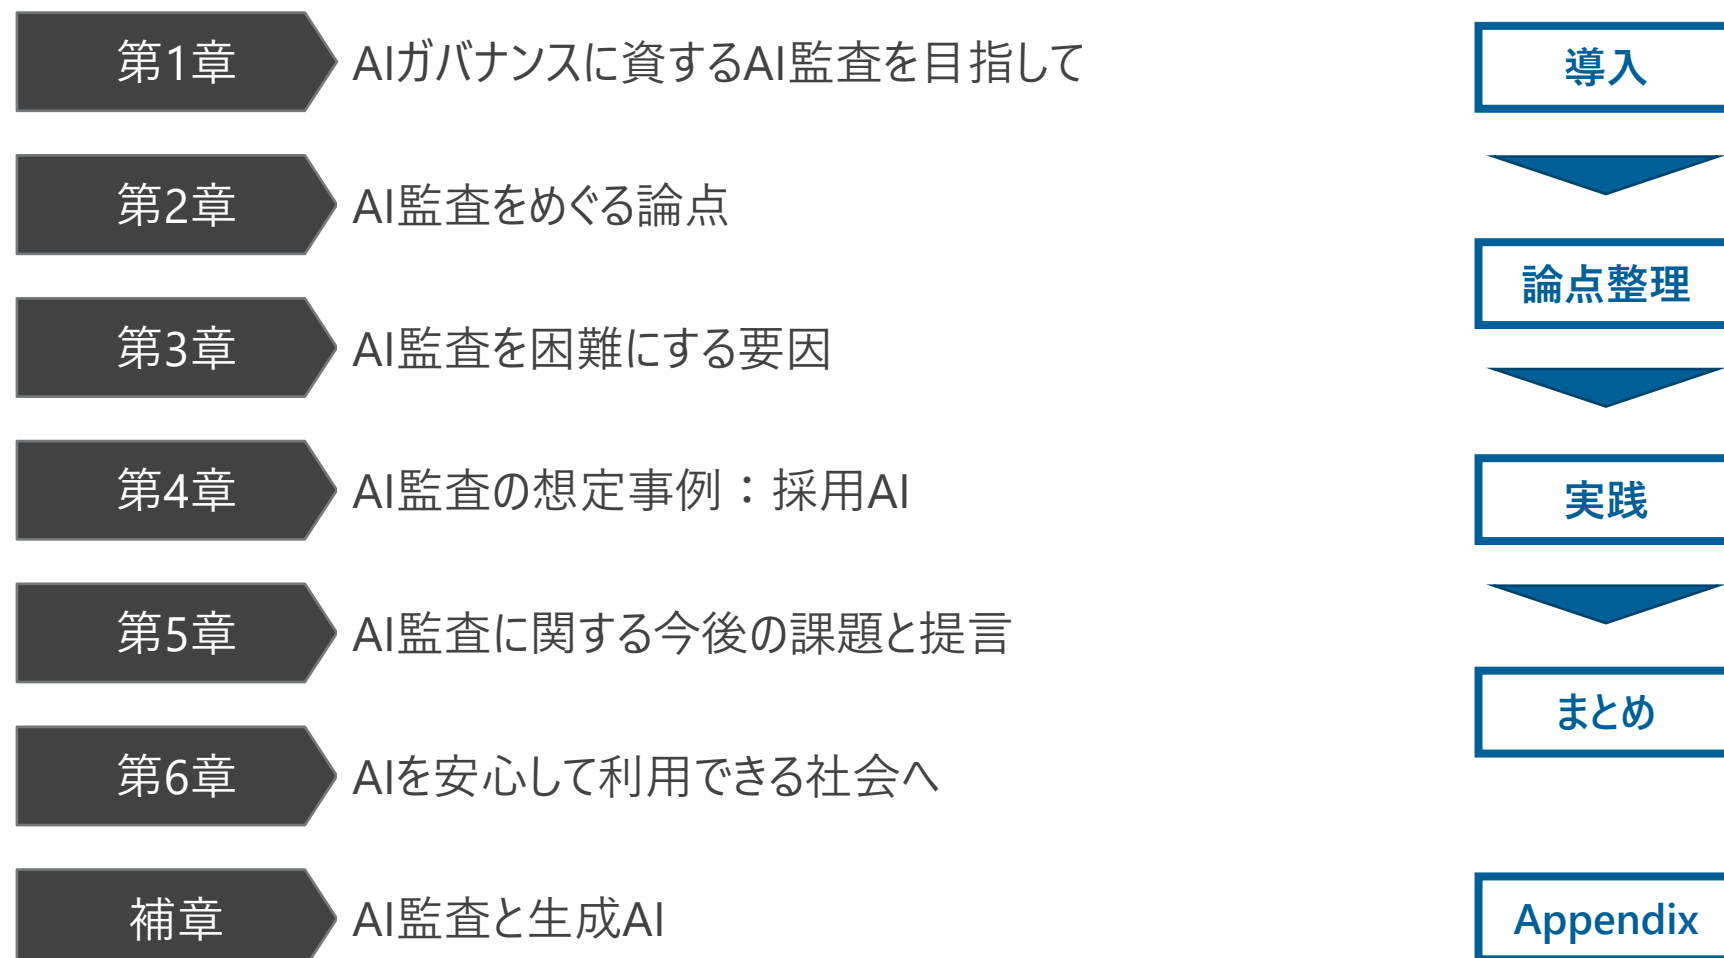 第1章 AIガバナンスに資するAI監査を目指して
導入
第2章 AI監査をめぐる論点
論点整理
第3章 AI監査を困難にする要因
第4章 AI監査の想定事例：採用AI
実践
第5章 AI監査に関する今後の課題と提言
まとめ
第6章 AIを安心して利用できる社会へ
補章 AI監査と生成AI
Appendix